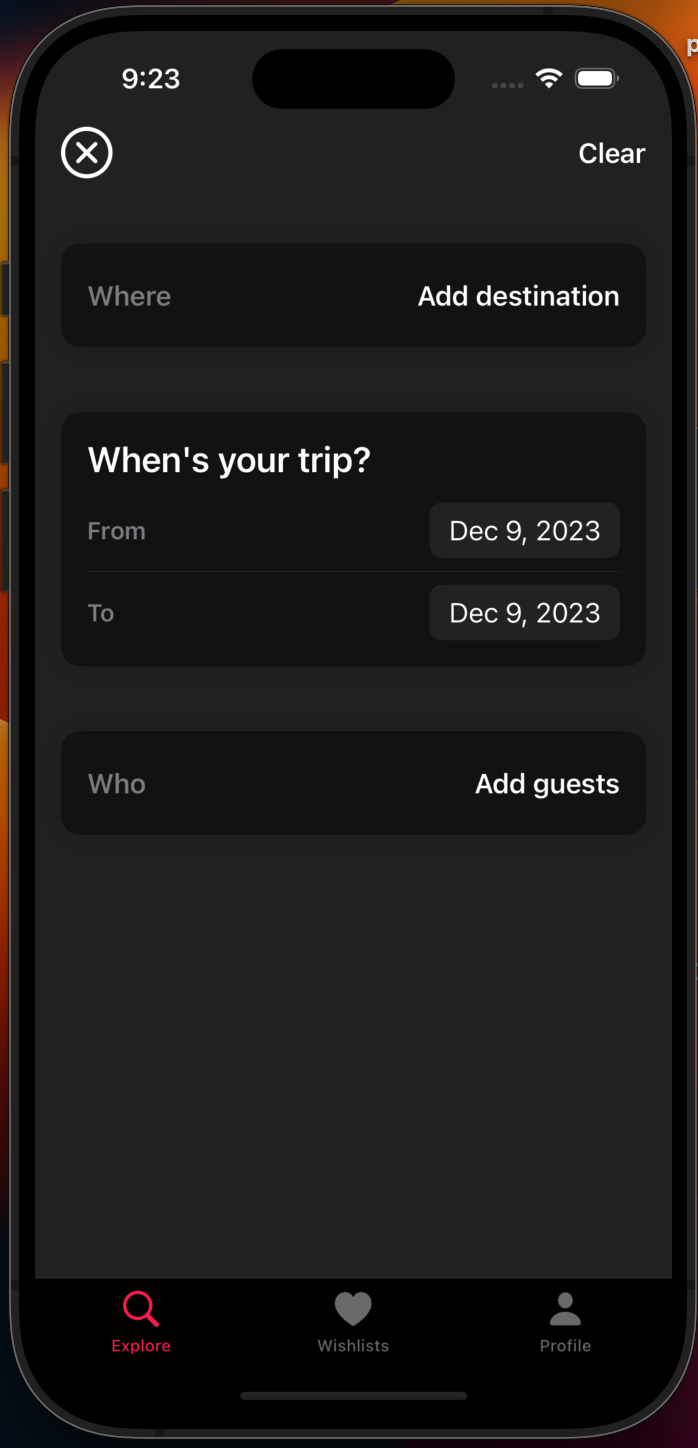 9:23
Clear
Where Add destination
When's your trip?
From Dec 9, 2023
To Dec 9, 2023
Who Add guests
Explore Wishlists Profile